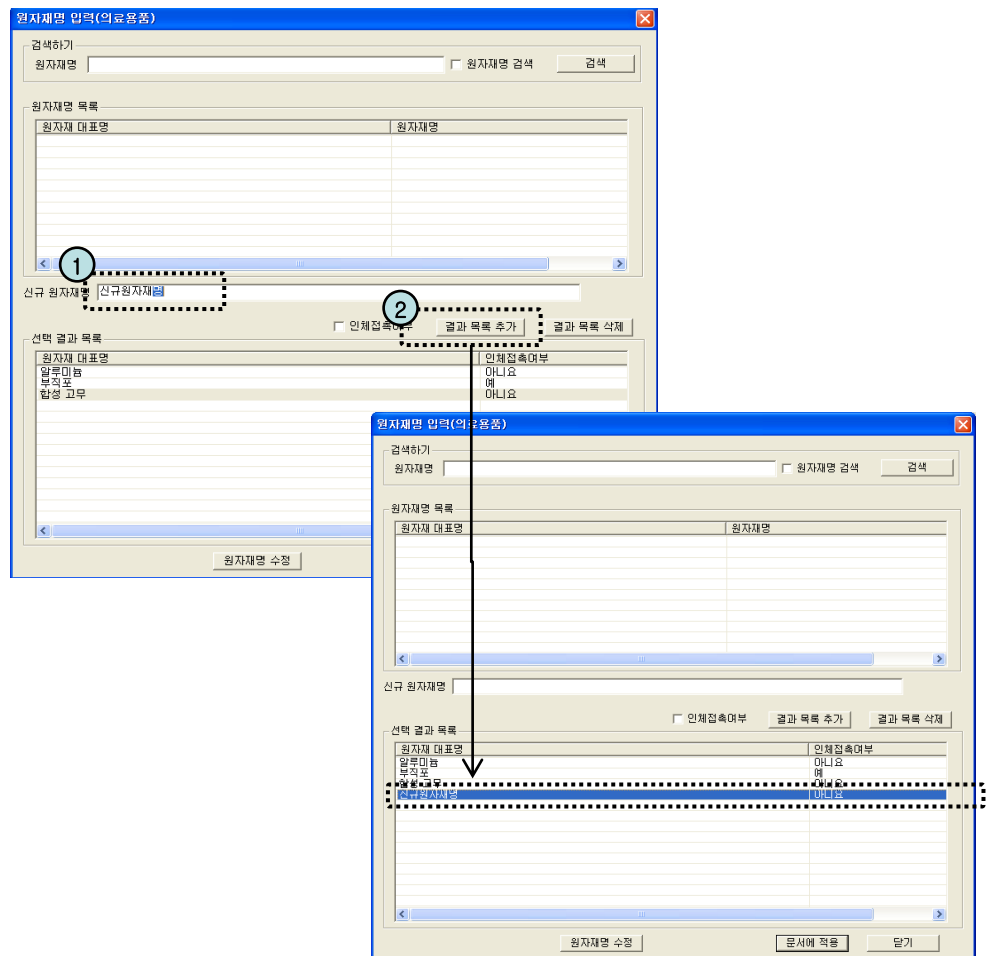 원자재명 입력(의료용품)
검색하기
원자재명 원자재명 검색 검색
원자재명 목록
원자재 대표명 원자재명
1
신규 원자재명 신규원자재명
2
인체접촉여부 결과 목록 추가 결과 목록 삭제
선택 결과 목록
원자재 대표명 인체접촉여부
알루미늄 아니요
부직포 예
합성 고무 아니요
원자재명 수정
원자재명 입력(의료용품)
검색하기
원자재명 원자재명 검색 검색
원자재명 목록
원자재 대표명 원자재명
신규 원자재명
인체접촉여부 결과 목록 추가 결과 목록 삭제
선택 결과 목록
원자재 대표명 인체접촉여부
알루미늄 아니요
부직포 예
합성 고무 아니요
신규원자재명 아니요
원자재명 수정 문서에 적용 닫기